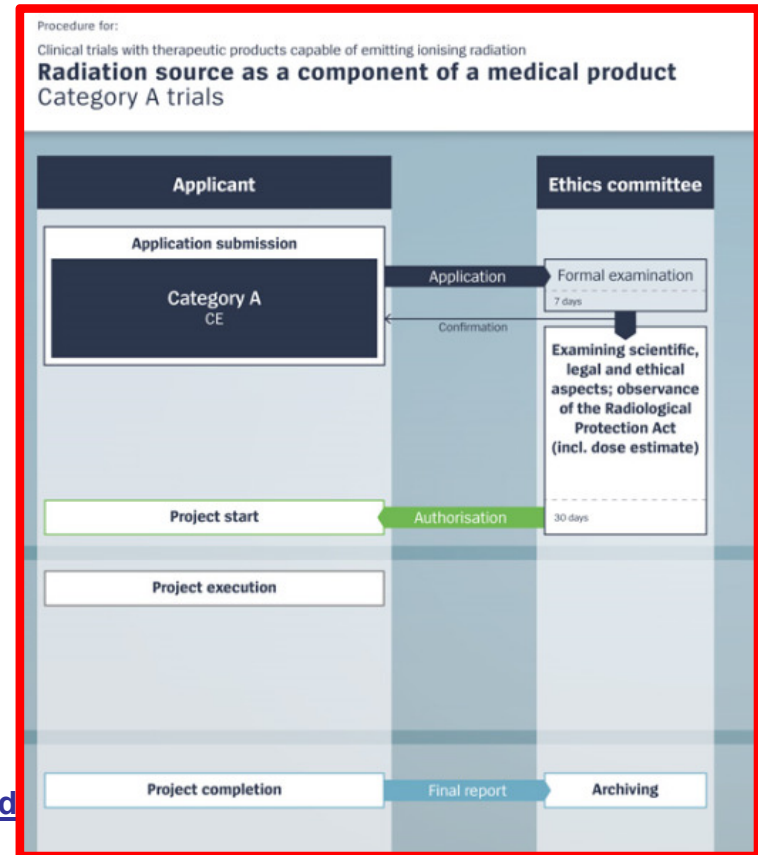 Procedure for:
Clinical trials with therapeutic products capable of emitting ionising radiation
Radiation source as a component of a medical product
Category A trials
Applicant
Ethics committee
Application submission
Category A
CE
Application
Formal examination
7 days
Confirmation
Examining scientific,
legal and ethical
aspects; observance
of the Radiological
Protection Act
(incl. dose estimate)
Project start
Authorisation
30 days
Project execution
Project completion
Final report
Archiving
d